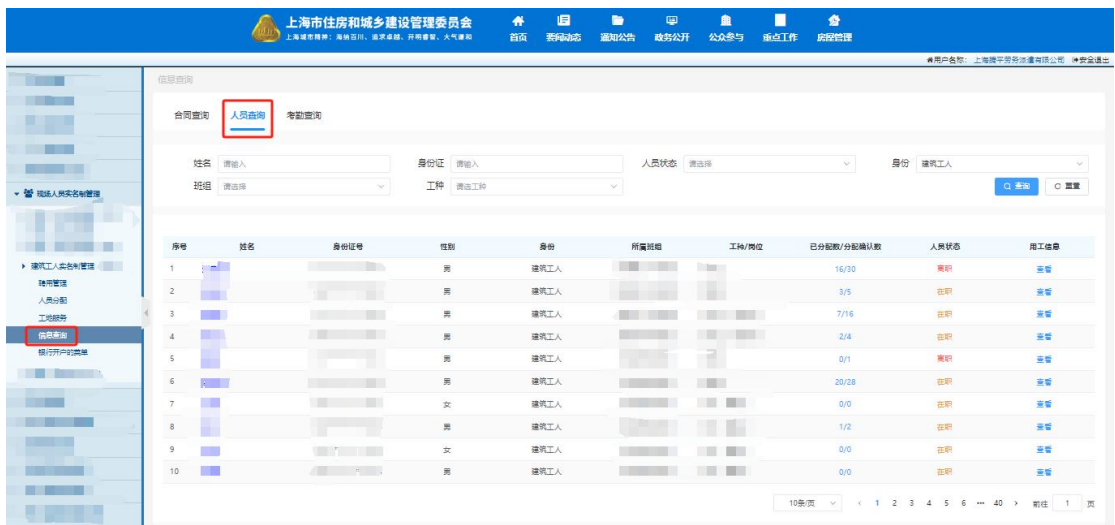 上海市住房和城乡建设管理委员会
上海城市精神：海纳百川、追求卓越、开明睿智、大气谦和
首页 要闻动态 通知公告 政务公开 公众参与 重点工作 房屋管理
用户名称： 上海腾平劳务派遣有限公司 安全退出
信息查询
合同查询 人员查询 考勤查询
姓名 请输入 身份证 请输入 人员状态 请选择 身份 建筑工人
班组 请选择 工种 请选工种 查询 重置
现场人员实名制管理
建筑工人实名制管理
聘用管理
人员分配
工地服务
信息查询
银行开户的菜单
序号 姓名 身份证号 性别 身份 所属班组 工种/岗位 已分配数/分配确认数 人员状态 用工信息
1 男 建筑工人 16/30 离职 查看
2 男 建筑工人 3/5 在职 查看
3 男 建筑工人 7/16 在职 查看
4 男 建筑工人 2/4 在职 查看
5 男 建筑工人 0/1 离职 查看
6 男 建筑工人 20/28 在职 查看
7 女 建筑工人 0/0 在职 查看
8 男 建筑工人 1/2 在职 查看
9 女 建筑工人 0/0 在职 查看
10 男 建筑工人 0/0 在职 查看
10条/页 < 1 2 3 4 5 6 ••• 40 > 前往 1 页